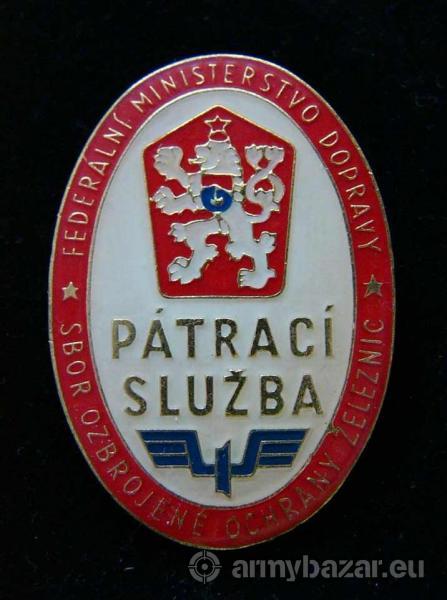 ★ FEDERÁLNÍ MINISTERSTVO DOPRAVY ★
PÁTRACÍ
SLUŽBA
SBOR OZBROJENÉ OCHRANY ŽELEZNIC
armybazar.eu